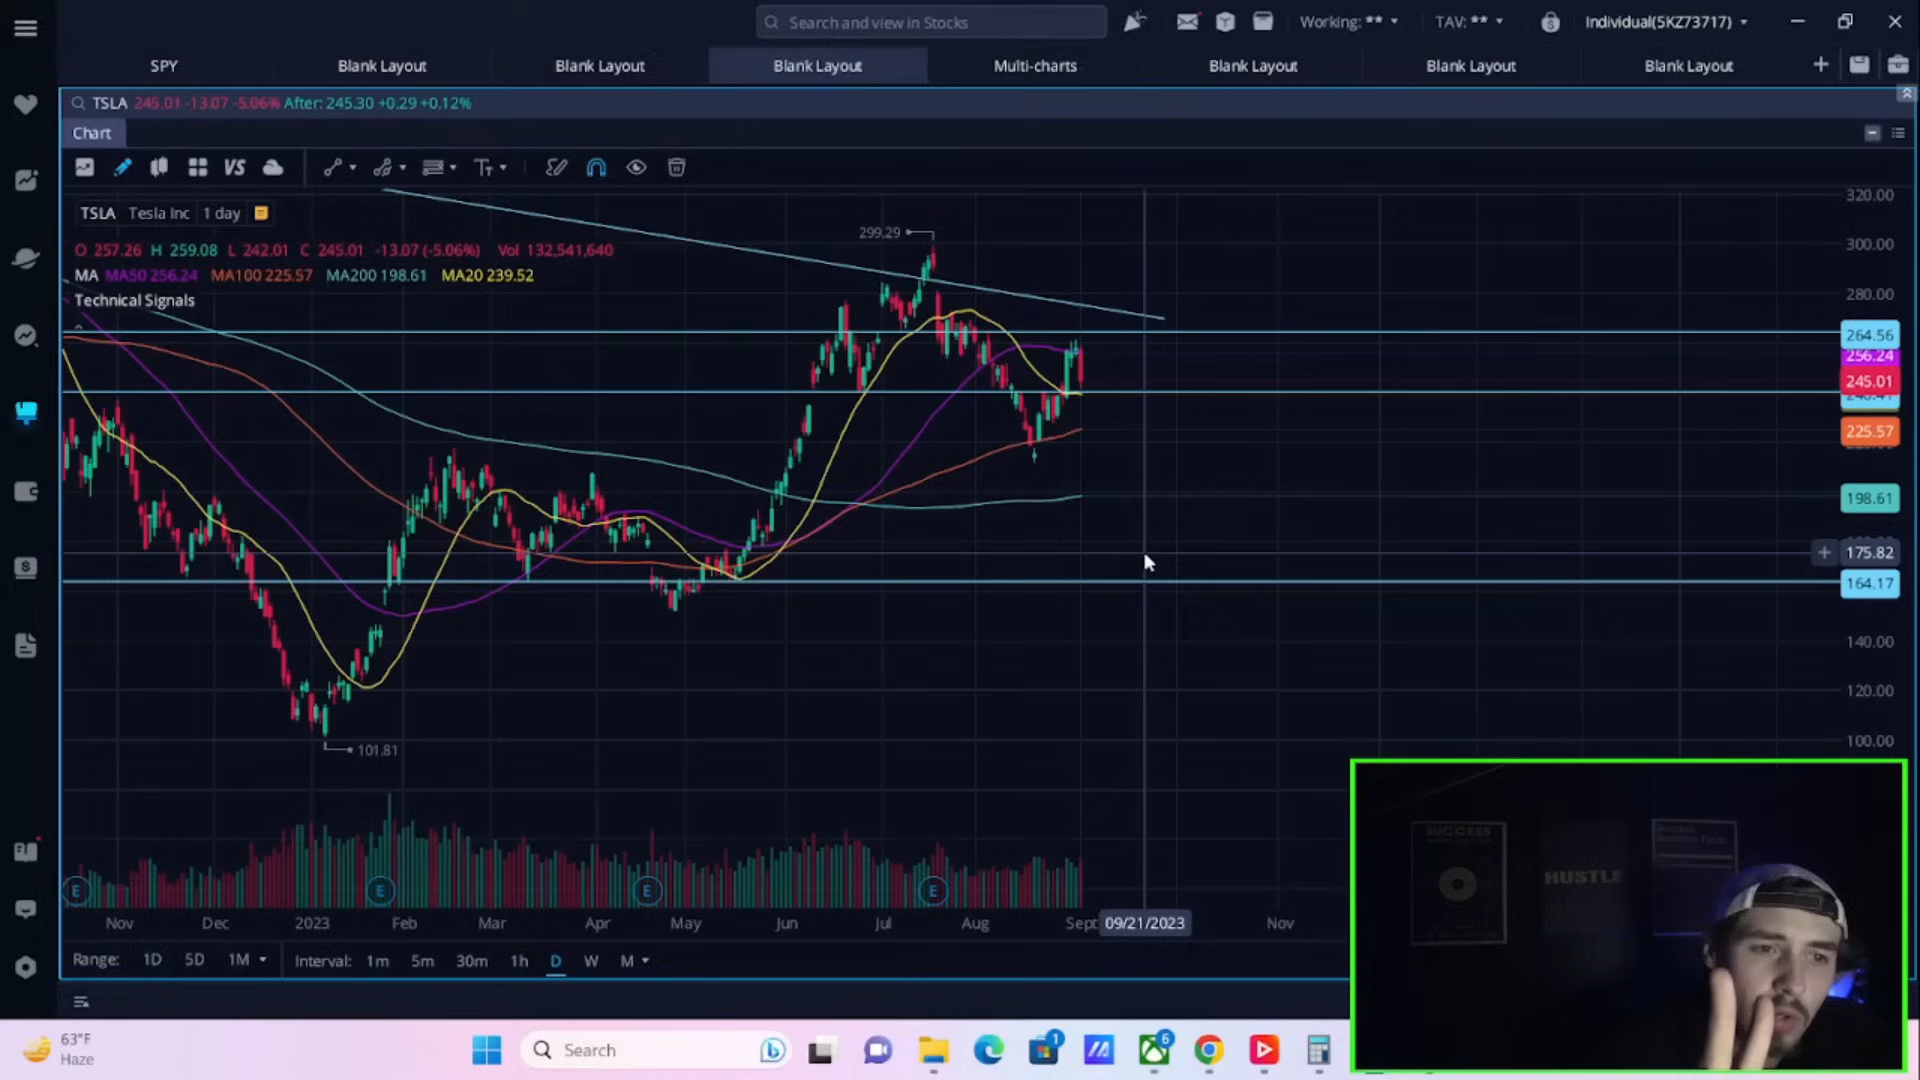 Search and view in Stocks
Working: **
TAV: **
Individual(5KZ73717)
SPY
Blank Layout
Blank Layout
Blank Layout
Multi-charts
Blank Layout
Blank Layout
Blank Layout
TSLA 245.01 -13.07 -5.06% After: 245.30 +0.29 +0.12%
Chart
VS
TSLA Tesla Inc 1 day
O 257.26 H 259.08 L 242.01 C 245.01 -13.07 (-5.06%) Vol 132,541,640
MA MA50 256.24 MA100 225.57 MA200 198.61 MA20 239.52
Technical Signals
299.29
101.81
320.00
300.00
280.00
264.56
256.24
245.01
225.57
198.61
175.82
164.17
140.00
120.00
100.00
E
E
E
E
Nov Dec 2023 Feb Mar Apr May Jun Jul Aug Sept 09/21/2023 Nov
Range: 1D 5D 1M Interval: 1m 5m 30m 1h D W M
SUCCESS
HUSTLE
63°F
Haze
Search
1
6